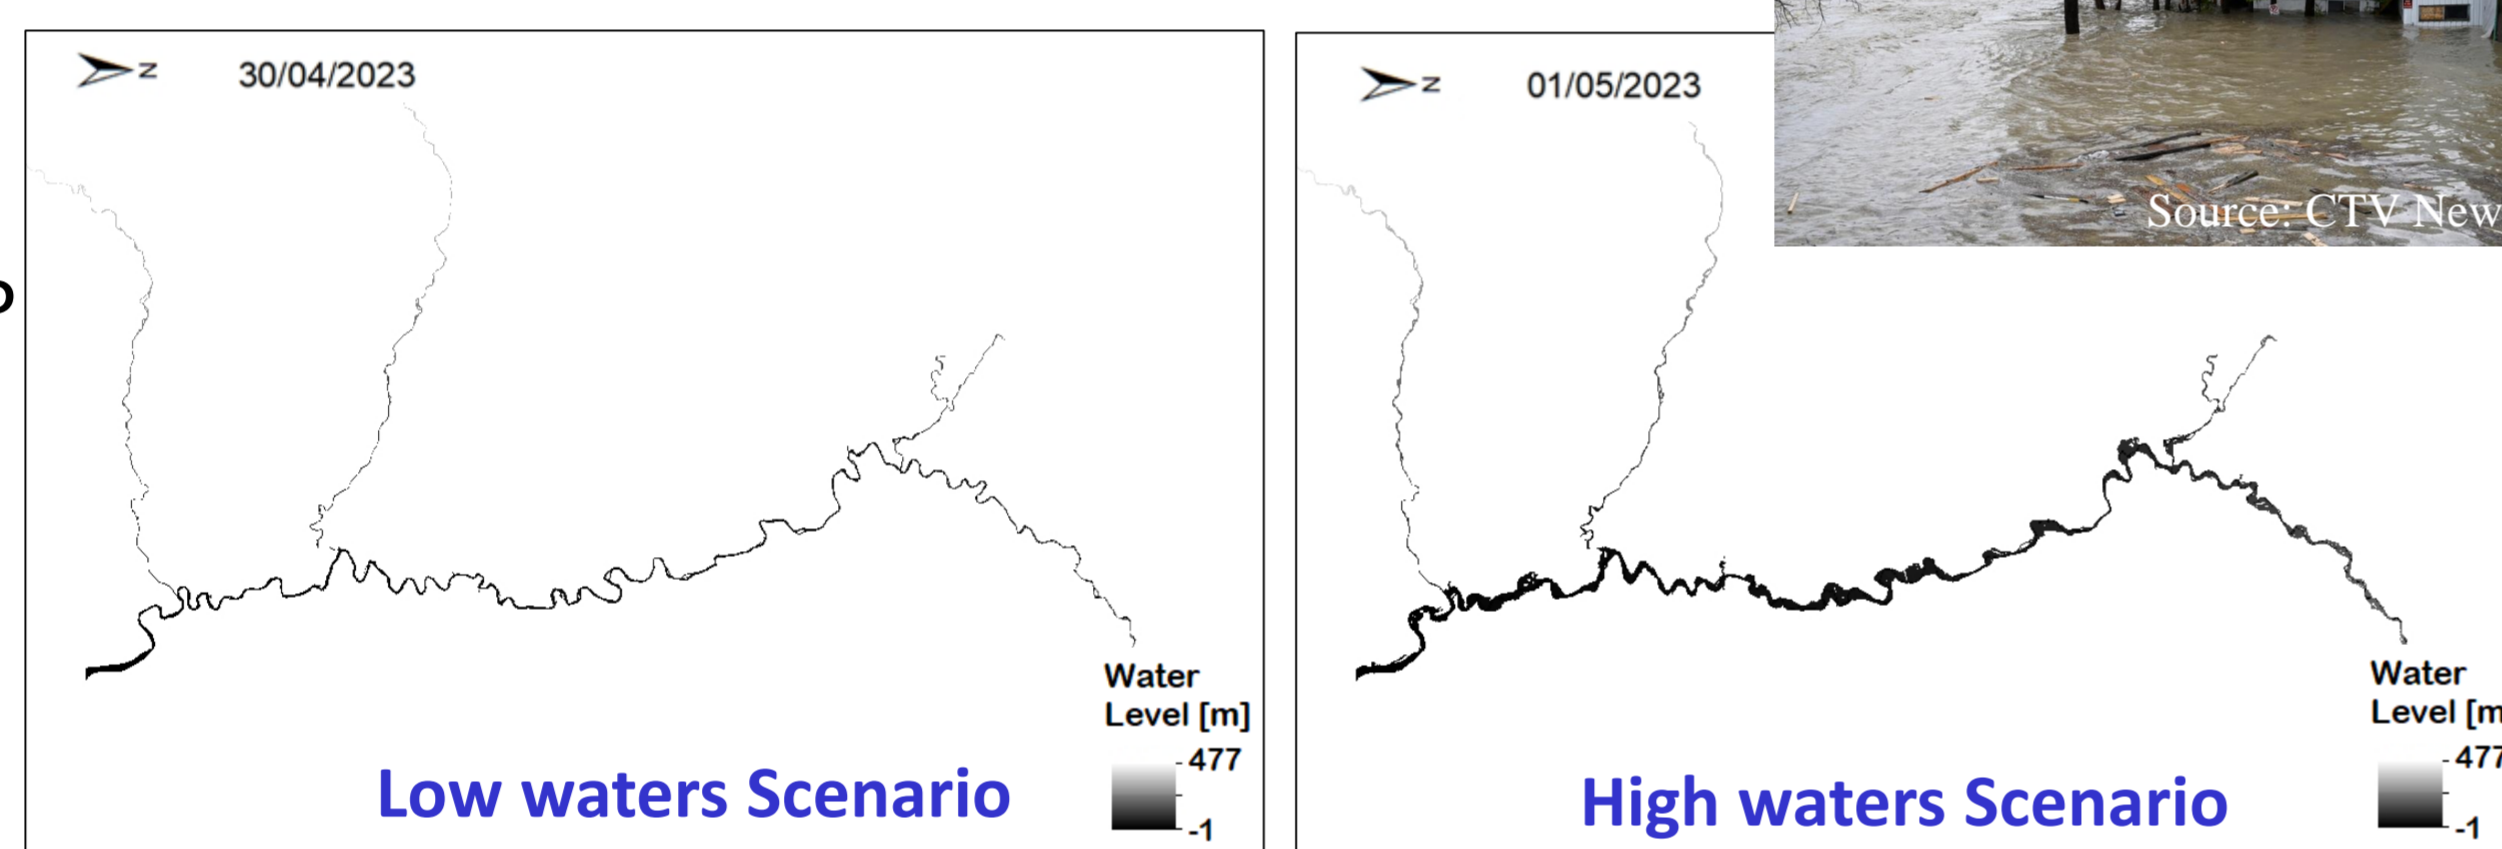 N 30/04/2023
Water
Level [m]
477
-1
Low waters Scenario
N 01/05/2023
Source: CTV New
Water
Level [m
477
-1
High waters Scenario